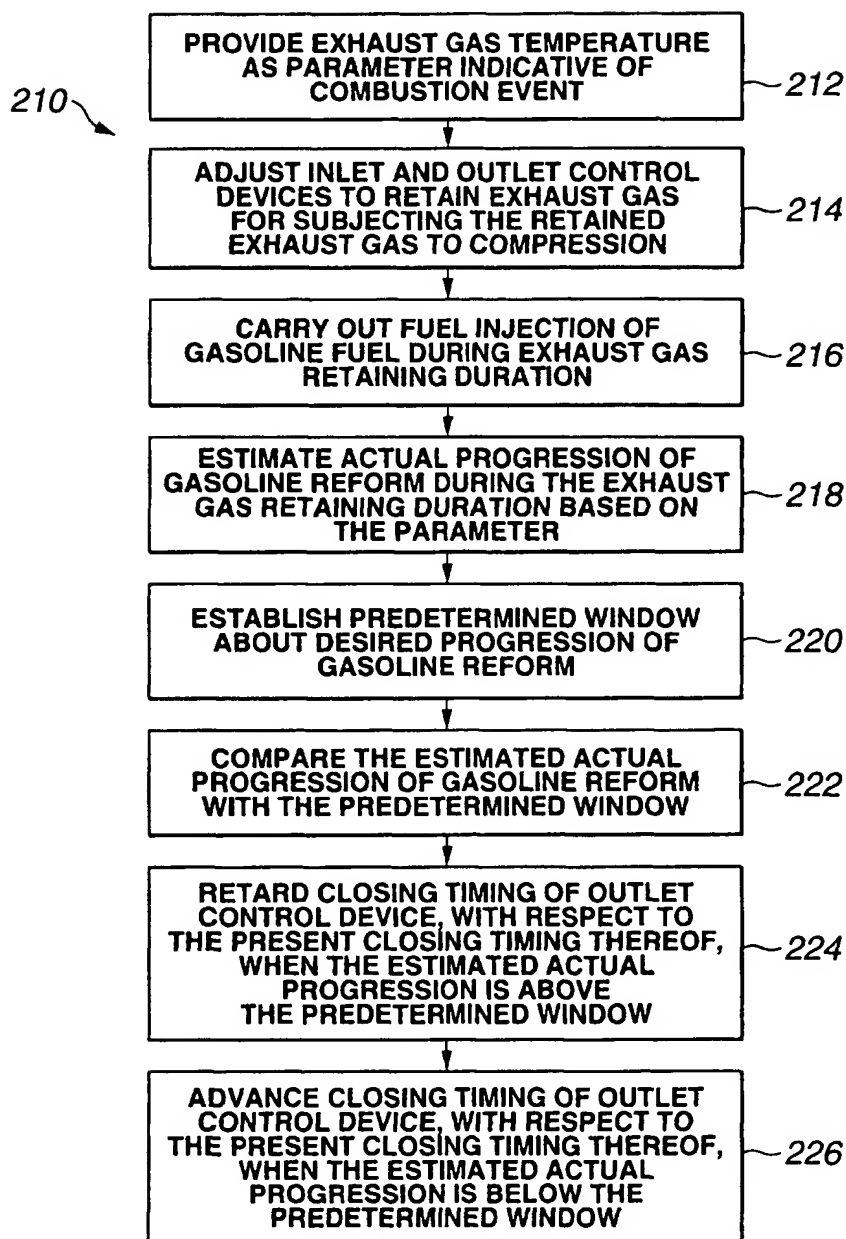 210
PROVIDE EXHAUST GAS TEMPERATURE
AS PARAMETER INDICATIVE OF
COMBUSTION EVENT
212
ADJUST INLET AND OUTLET CONTROL
DEVICES TO RETAIN EXHAUST GAS
FOR SUBJECTING THE RETAINED
EXHAUST GAS TO COMPRESSION
214
CARRY OUT FUEL INJECTION OF
GASOLINE FUEL DURING EXHAUST GAS
RETAINING DURATION
216
ESTIMATE ACTUAL PROGRESSION OF
GASOLINE REFORM DURING THE EXHAUST
GAS RETAINING DURATION BASED ON
THE PARAMETER
218
ESTABLISH PREDETERMINED WINDOW
ABOUT DESIRED PROGRESSION OF
GASOLINE REFORM
220
COMPARE THE ESTIMATED ACTUAL
PROGRESSION OF GASOLINE REFORM
WITH THE PREDETERMINED WINDOW
222
RETARD CLOSING TIMING OF OUTLET
CONTROL DEVICE, WITH RESPECT TO
THE PRESENT CLOSING TIMING THEREOF,
WHEN THE ESTIMATED ACTUAL
PROGRESSION IS ABOVE
THE PREDETERMINED WINDOW
224
ADVANCE CLOSING TIMING OF OUTLET
CONTROL DEVICE, WITH RESPECT TO
THE PRESENT CLOSING TIMING THEREOF,
WHEN THE ESTIMATED ACTUAL
PROGRESSION IS BELOW THE
PREDETERMINED WINDOW
226